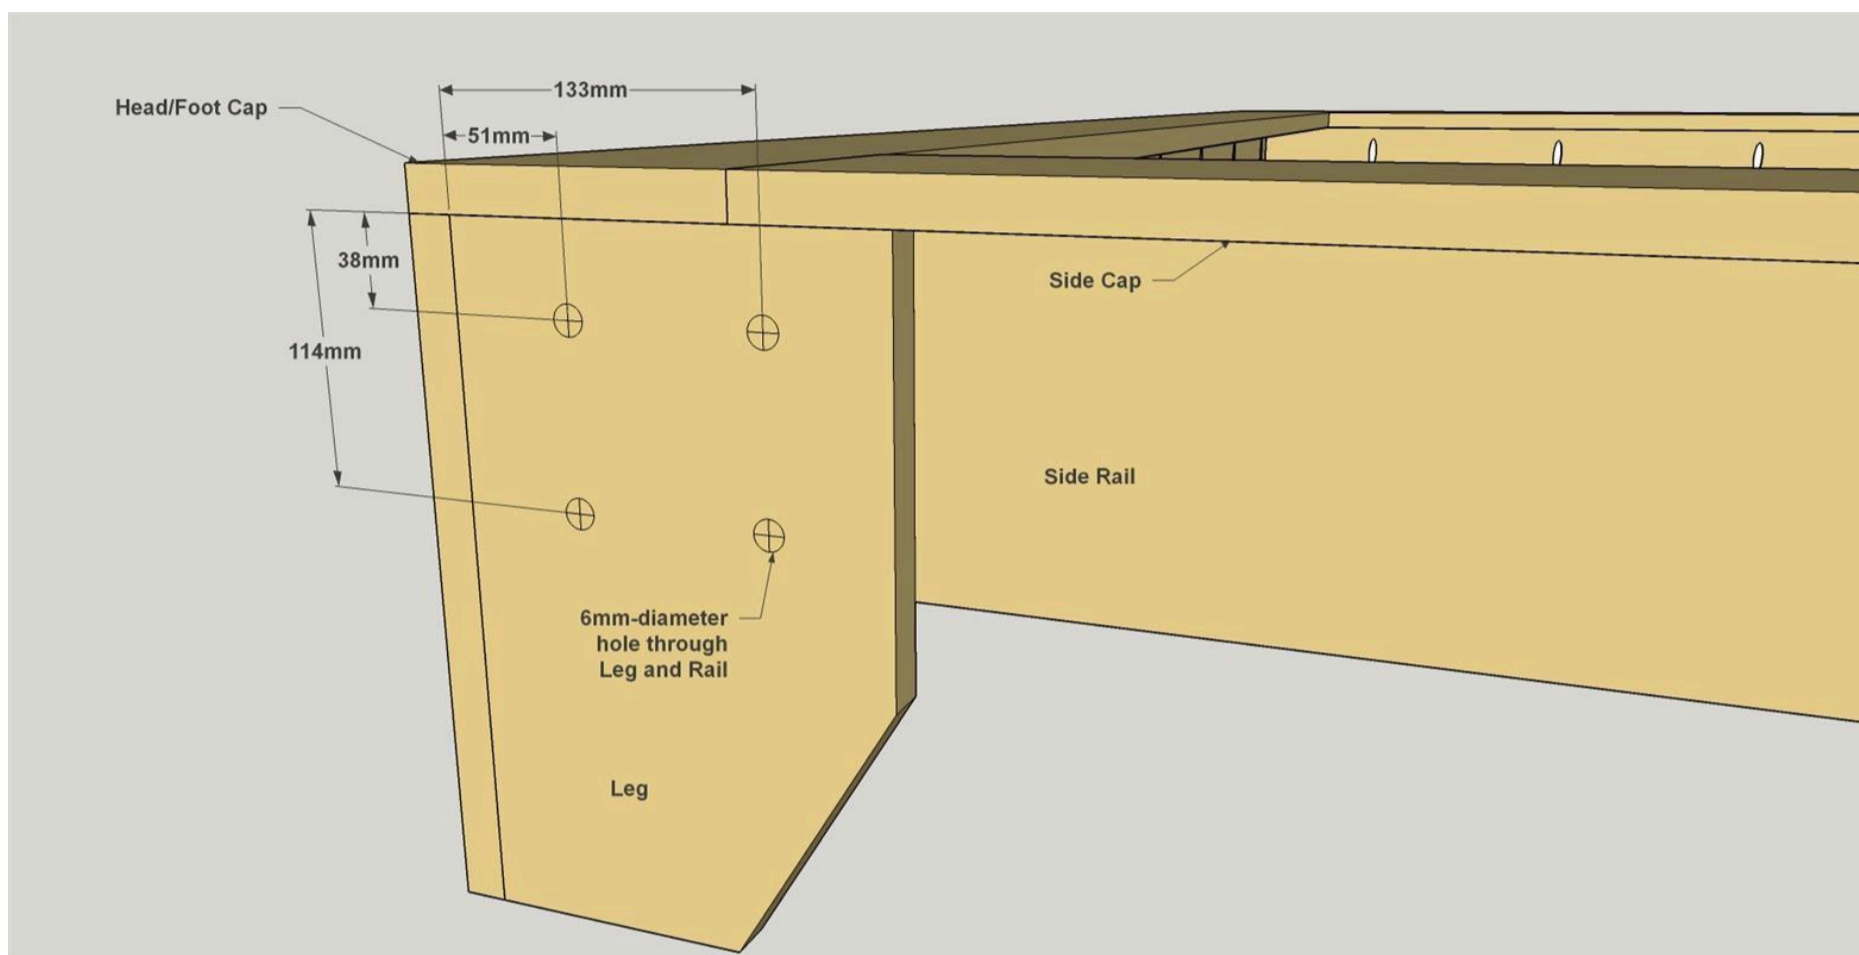 133mm
Head/Foot Cap
51mm
38mm
Side Cap
114mm
Side Rail
6mm-diameter
hole through
Leg and Rail
Leg